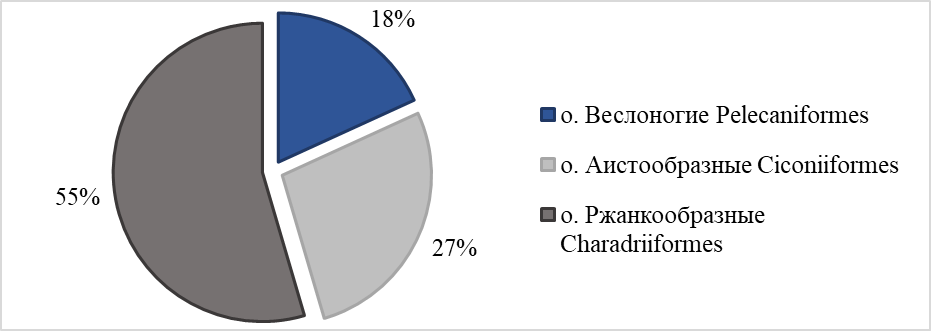 18%
о. Веслоногие Pelecaniformes
о. Аистообразные Ciconiiformes
55%
о. Ржанкообразные
Charadriiformes
27%